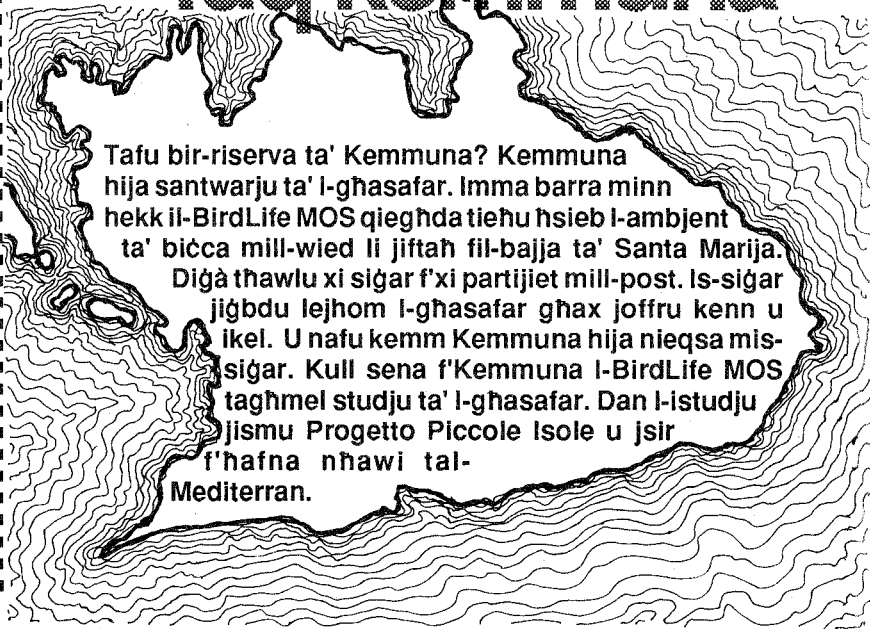 Tafu bir-riserva ta' Kemmuna? Kemmuna
hija santwarju ta' l-għasafar. Imma barra minn
hekk il-BirdLife MOS qiegħda tieħu ħsieb l-ambjent
ta' biċċa mill-wied li jiftaħ fil-bajja ta' Santa Marija.
Diġà tħawlu xi siġar f'xi partijiet mill-post. Is-siġar
jiġbdu lejhom l-għasafar għax joffru kenn u
ikel. U nafu kemm Kemmuna hija nieqsa mis-
siġar. Kull sena f'Kemmuna l-BirdLife MOS
tagħmel studju ta' l-għasafar. Dan l-istudju
jismu Progetto Piccole Isole u jsir
f'ħafna nħawi tal-
Mediterran.